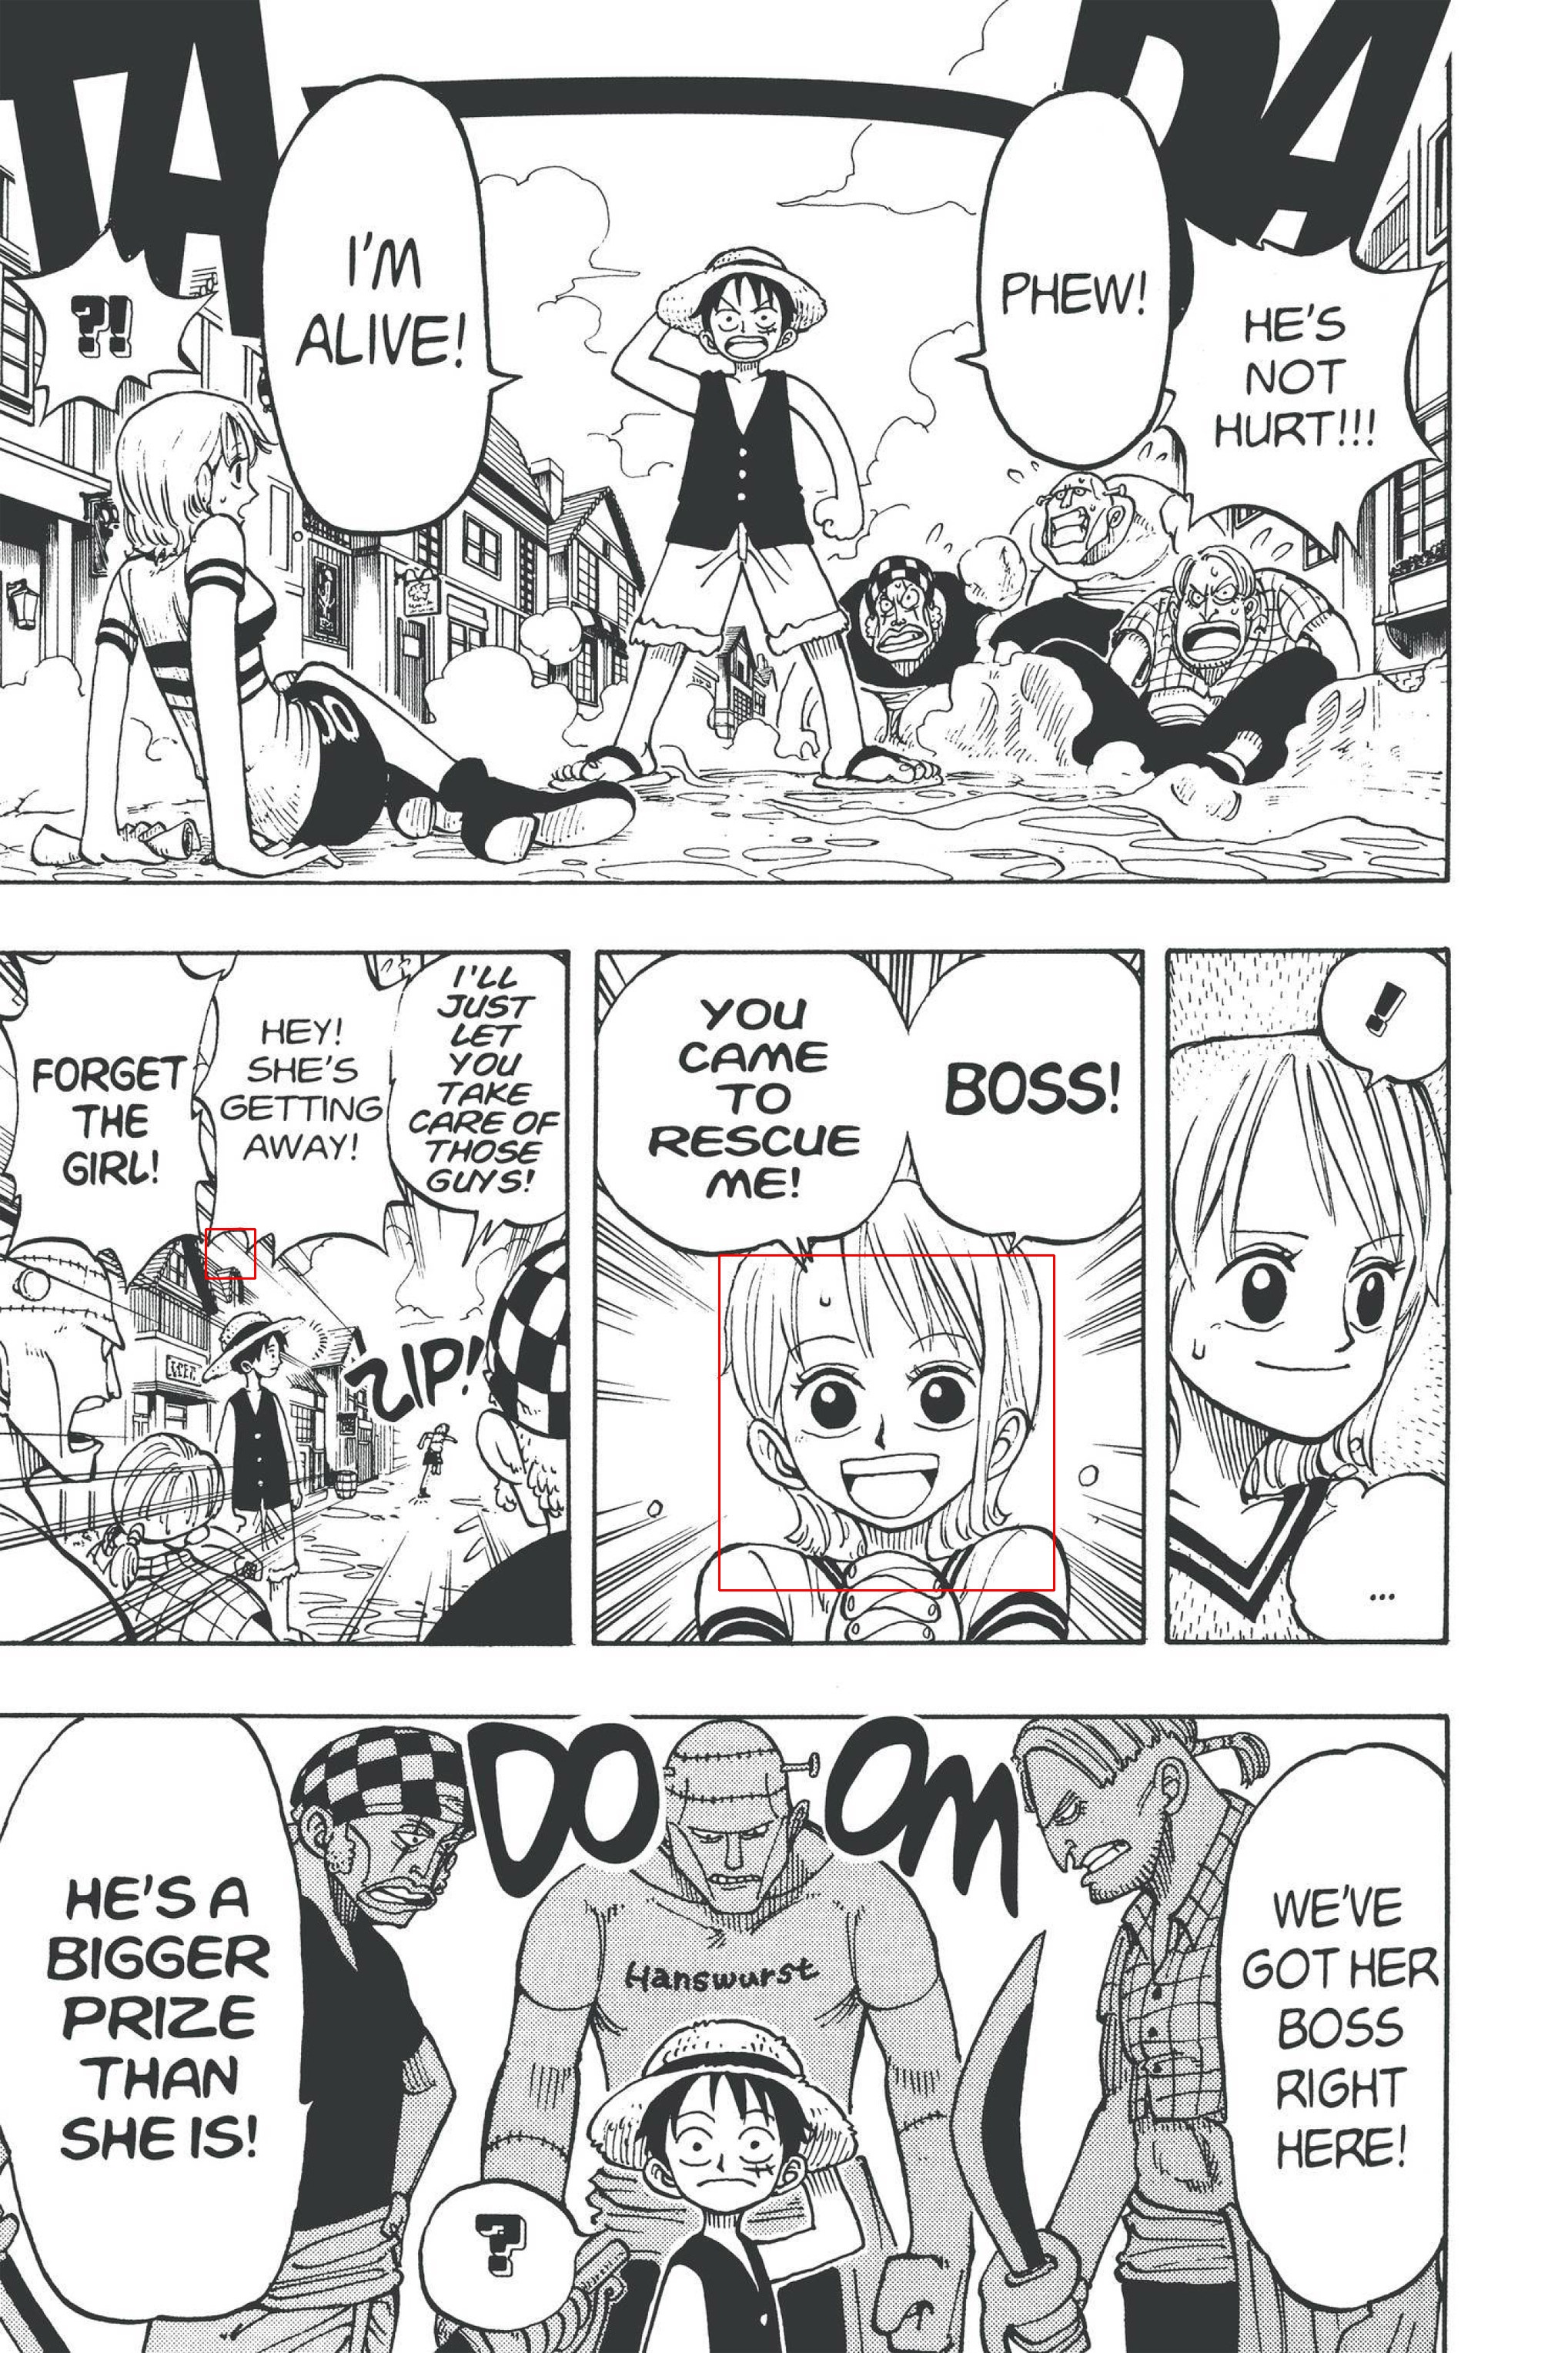 TA
DA
HE'S
NOT
HURT!!!
PHEW!
I'M
ALIVE!
?!
!
...
BOSS!
YOU
CAME
TO
RESCUE
ME!
I'LL
JUST
LET
YOU
TAKE
CARE OF
THOSE
GUYS!
HEY!
SHE'S
GETTING
AWAY!
FORGET
THE
GIRL!
ZIP!
WE'VE
GOT HER
BOSS
RIGHT
HERE!
DOOM
Hanswurst
?
HE'S A
BIGGER
PRIZE
THAN
SHE IS!